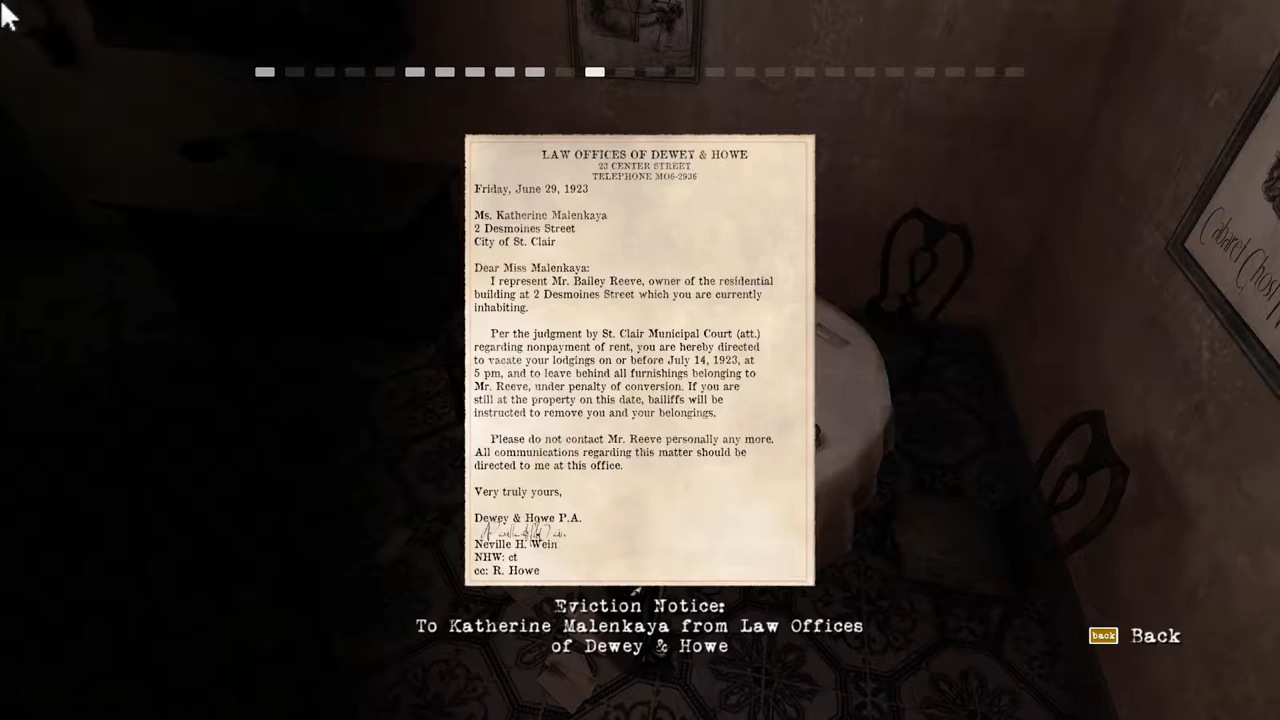 LAW OFFICES OF DEWEY & HOWE
23 CENTER STREET
TELEPHONE MO6-2936
Friday, June 29, 1923
Ms. Katherine Malenkaya
2 Desmoines Street
City of St. Clair
Dear Miss Malenkaya:
I represent Mr. Bailey Reeve, owner of the residential
building at 2 Desmoines Street which you are currently
inhabiting.
Per the judgment by St. Clair Municipal Court (att.)
regarding nonpayment of rent, you are hereby directed
to vacate your lodgings on or before July 14, 1923, at
5 pm, and to leave behind all furnishings belonging to
Mr. Reeve, under penalty of conversion. If you are
still at the property on this date, bailiffs will be
instructed to remove you and your belongings.
Please do not contact Mr. Reeve personally any more.
All communications regarding this matter should be
directed to me at this office.
Very truly yours,
Dewey & Howe P.A.
Neville H. Wein
NHW: ct
cc: R. Howe
Cabaret
Eviction Notice:
To Katherine Malenkaya from Law Offices
of Dewey & Howe
back Back